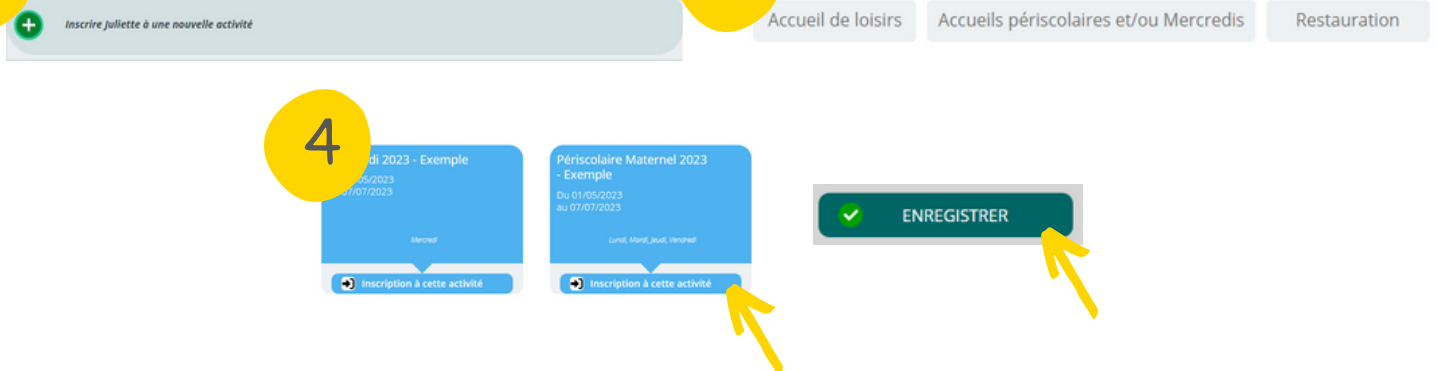 Inscrire Juliette à une nouvelle activité
Accueil de loisirs
Accueils périscolaires et/ou Mercredis
Restauration
4
di 2023 - Exemple
05/2023
07/07/2023
Mercredi
Inscription à cette activité
Périscolaire Maternel 2023
- Exemple
Du 01/05/2023
au 07/07/2023
Lundi, Mardi, Jeudi, Vendredi
Inscription à cette activité
ENREGISTRER